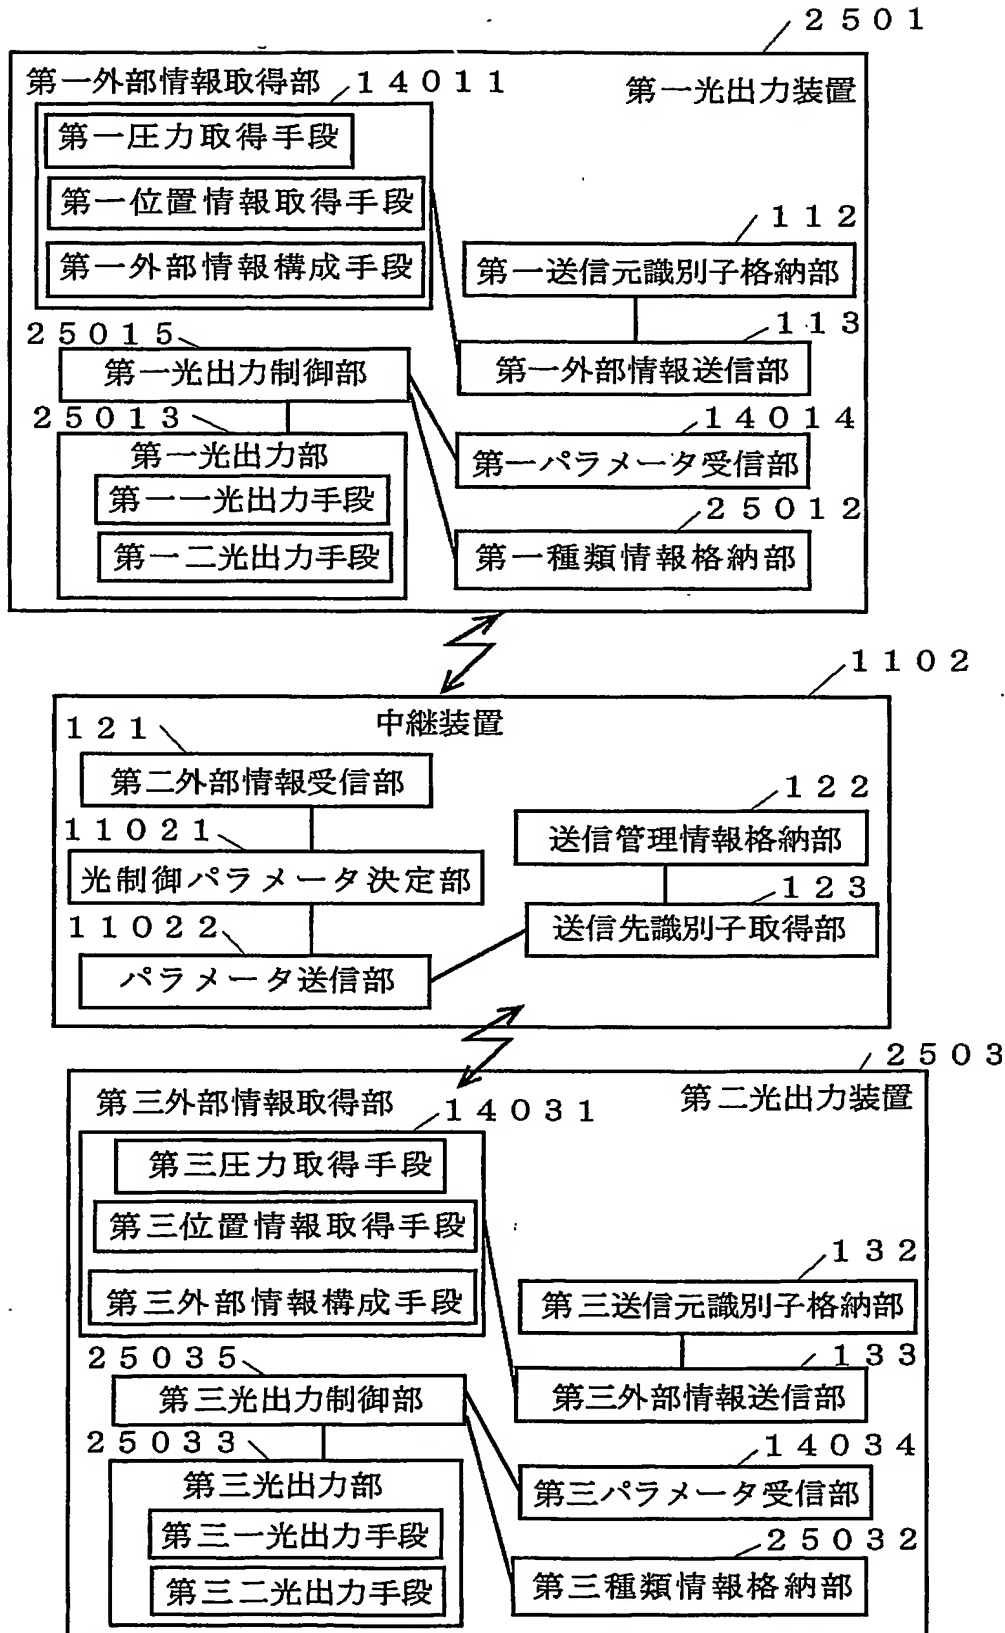 ２５０１
第一外部情報取得部
１４０１１
第一光出力装置
第一圧力取得手段
第一位置情報取得手段
第一外部情報構成手段
１１２
第一送信元識別子格納部
１１３
第一外部情報送信部
２５０１５
第一光出力制御部
２５０１３
第一光出力部
第一一光出力手段
第一二光出力手段
１４０１４
第一パラメータ受信部
２５０１２
第一種類情報格納部
１１０２
中継装置
１２１
第二外部情報受信部
１１０２１
光制御パラメータ決定部
１１０２２
パラメータ送信部
１２２
送信管理情報格納部
１２３
送信先識別子取得部
２５０３
第三外部情報取得部
１４０３１
第二光出力装置
第三圧力取得手段
第三位置情報取得手段
第三外部情報構成手段
１３２
第三送信元識別子格納部
１３３
第三外部情報送信部
２５０３５
第三光出力制御部
２５０３３
第三光出力部
第三一光出力手段
第三二光出力手段
１４０３４
第三パラメータ受信部
２５０３２
第三種類情報格納部